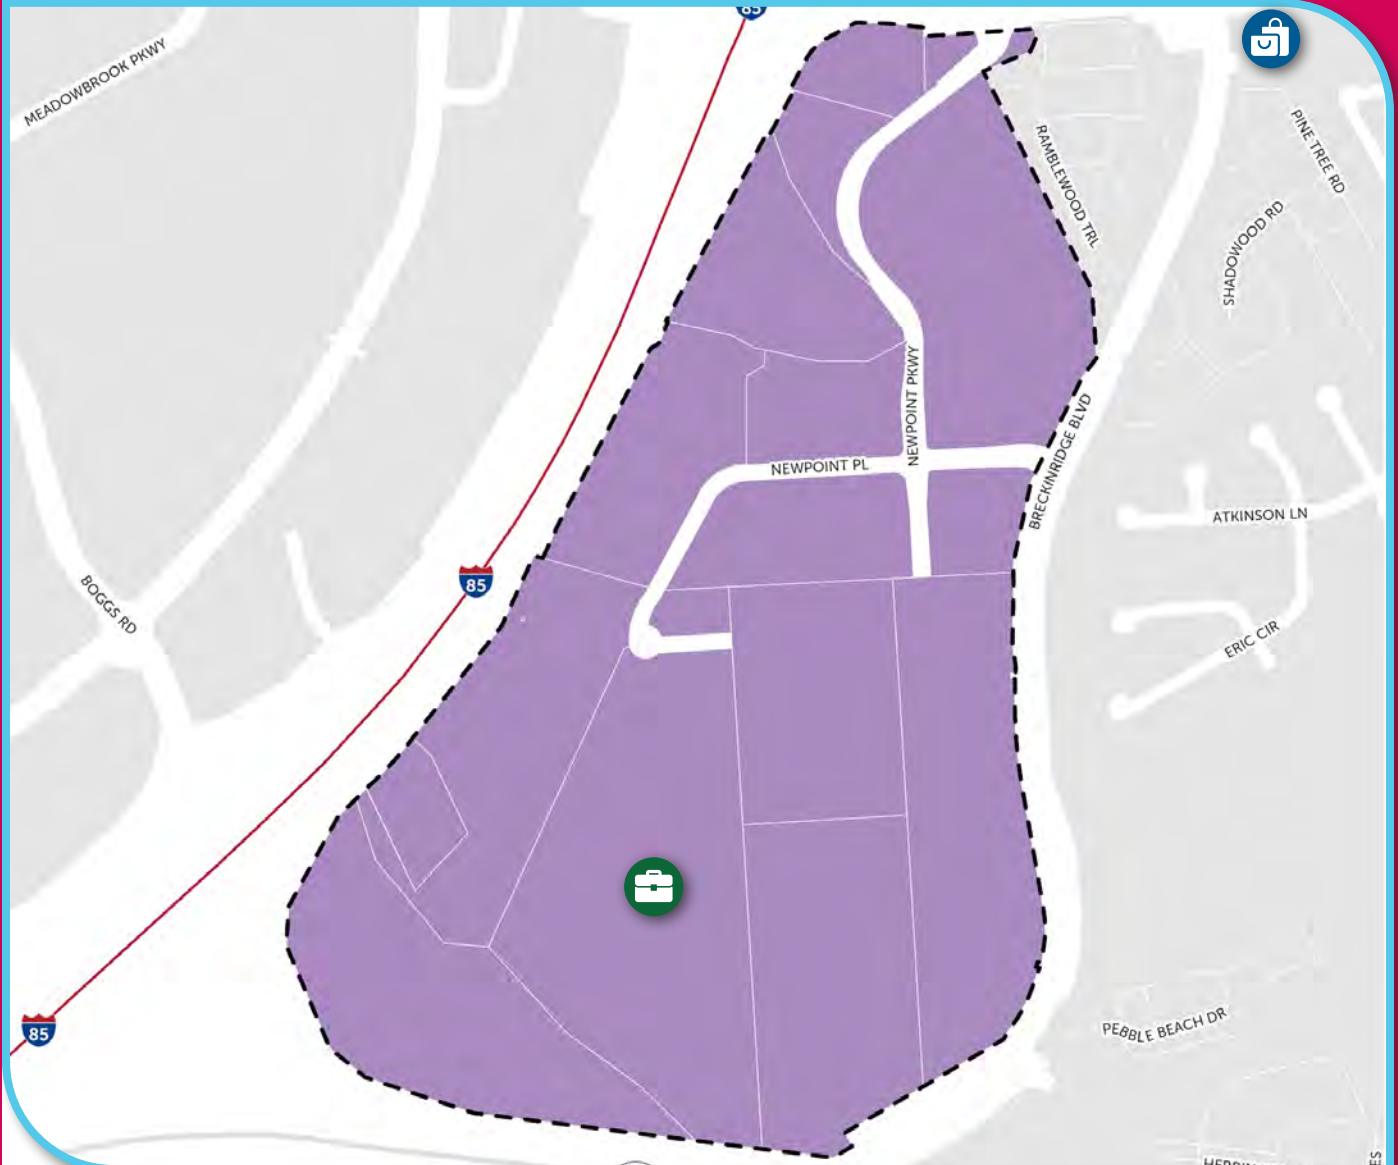 85
MEADOWBROOK PKWY
PINE TREE RD
RAMBLEWOOD TRL
SHADOWOOD RD
NEWPOINT PKWY
BRECKINRIDGE BLVD
NEWPOINT PL
ATKINSON LN
85
BOGGS RD
ERIC CIR
85
PEBBLE BEACH DR